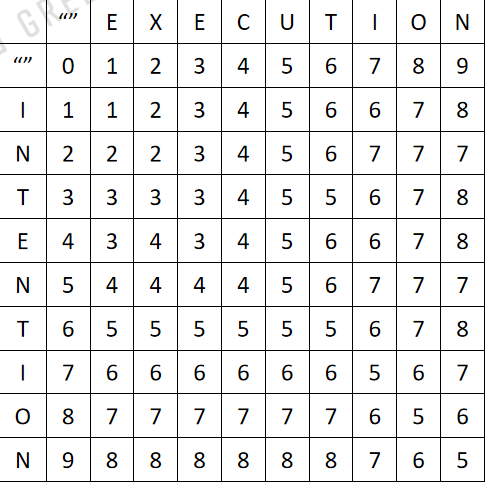 “” E X E C U T I O N
“” 0 1 2 3 4 5 6 7 8 9
I 1 1 2 3 4 5 6 6 7 8
N 2 2 2 3 4 5 6 7 7 7
T 3 3 3 3 4 5 5 6 7 8
E 4 3 4 3 4 5 6 6 7 8
N 5 4 4 4 4 5 6 7 7 7
T 6 5 5 5 5 5 5 6 7 8
I 7 6 6 6 6 6 6 5 6 7
O 8 7 7 7 7 7 7 6 5 6
N 9 8 8 8 8 8 8 7 6 5